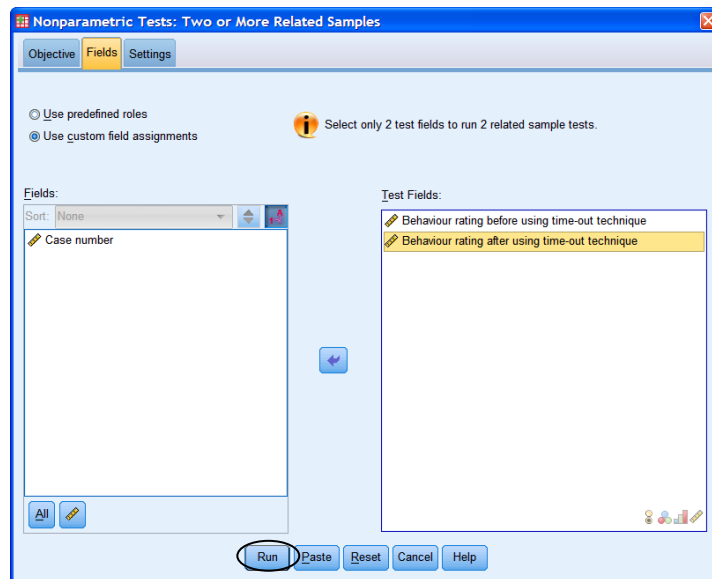 Nonparametric Tests: Two or More Related Samples
Objective Fields Settings
Use predefined roles
Use custom field assignments
Select only 2 test fields to run 2 related sample tests.
Fields:
Sort: None
Case number
Test Fields:
Behaviour rating before using time-out technique
Behaviour rating after using time-out technique
All
Run Paste Reset Cancel Help